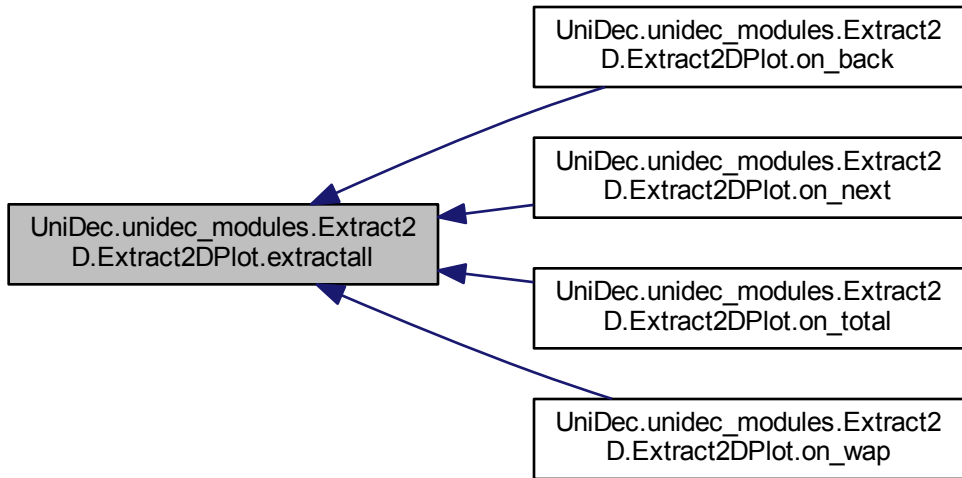 UniDec.unidec_modules.Extract2
D.Extract2DPlot.on_back
UniDec.unidec_modules.Extract2
D.Extract2DPlot.on_next
UniDec.unidec_modules.Extract2
D.Extract2DPlot.extractall
UniDec.unidec_modules.Extract2
D.Extract2DPlot.on_total
UniDec.unidec_modules.Extract2
D.Extract2DPlot.on_wap